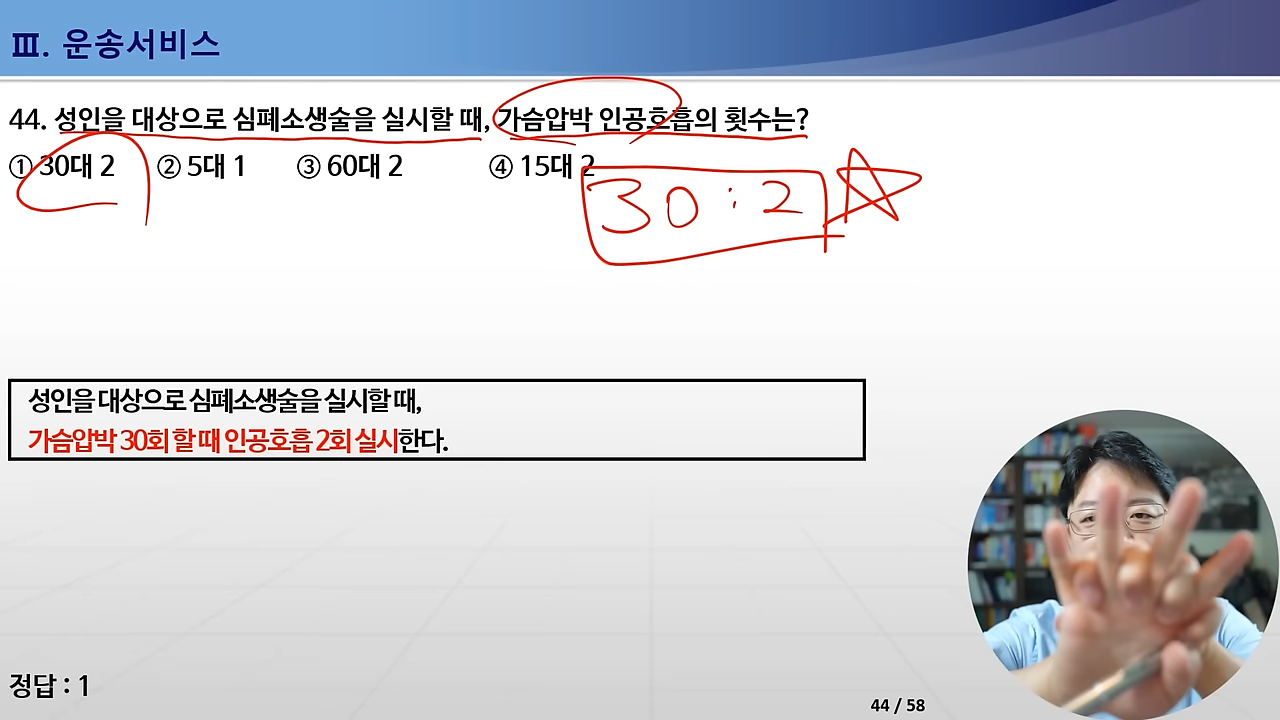 Ⅲ. 운송서비스
44. 성인을 대상으로 심폐소생술을 실시할 때, 가슴압박 인공호흡의 횟수는?
① 30대 2 ② 5대 1 ③ 60대 2 ④ 15대 2
30 : 2
성인을 대상으로 심폐소생술을 실시할 때,
가슴압박 30회 할 때 인공호흡 2회 실시한다.
정답 : 1
44 / 58